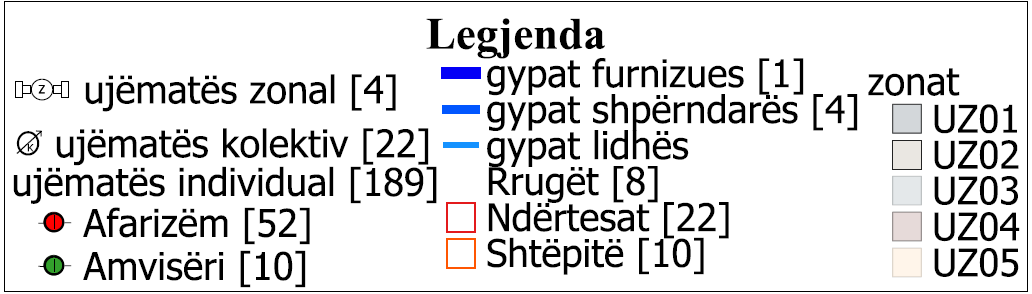 Legjenda
Z ujëmatës zonal [4]
K ujëmatës kolektiv [22]
ujëmatës individual [189]
Afarizëm [52]
Amvisëri [10]
gypat furnizues [1]
gypat shpërndarës [4]
gypat lidhës
Rrugët [8]
Ndërtesat [22]
Shtëpitë [10]
zonat
UZ01
UZ02
UZ03
UZ04
UZ05